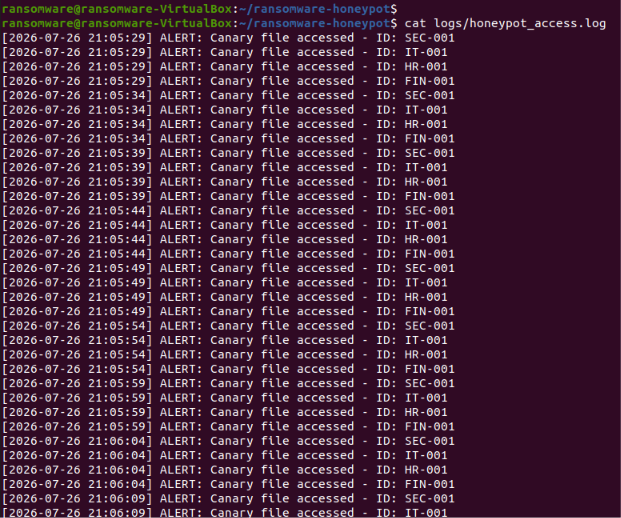 ransomware@ransomware-VirtualBox:~/ransomware-honeypot$
ransomware@ransomware-VirtualBox:~/ransomware-honeypot$ cat logs/honeypot_access.log
[2026-07-26 21:05:29] ALERT: Canary file accessed - ID: SEC-001
[2026-07-26 21:05:29] ALERT: Canary file accessed - ID: IT-001
[2026-07-26 21:05:29] ALERT: Canary file accessed - ID: HR-001
[2026-07-26 21:05:29] ALERT: Canary file accessed - ID: FIN-001
[2026-07-26 21:05:34] ALERT: Canary file accessed - ID: SEC-001
[2026-07-26 21:05:34] ALERT: Canary file accessed - ID: IT-001
[2026-07-26 21:05:34] ALERT: Canary file accessed - ID: HR-001
[2026-07-26 21:05:34] ALERT: Canary file accessed - ID: FIN-001
[2026-07-26 21:05:39] ALERT: Canary file accessed - ID: SEC-001
[2026-07-26 21:05:39] ALERT: Canary file accessed - ID: IT-001
[2026-07-26 21:05:39] ALERT: Canary file accessed - ID: HR-001
[2026-07-26 21:05:39] ALERT: Canary file accessed - ID: FIN-001
[2026-07-26 21:05:44] ALERT: Canary file accessed - ID: SEC-001
[2026-07-26 21:05:44] ALERT: Canary file accessed - ID: IT-001
[2026-07-26 21:05:44] ALERT: Canary file accessed - ID: HR-001
[2026-07-26 21:05:44] ALERT: Canary file accessed - ID: FIN-001
[2026-07-26 21:05:49] ALERT: Canary file accessed - ID: SEC-001
[2026-07-26 21:05:49] ALERT: Canary file accessed - ID: IT-001
[2026-07-26 21:05:49] ALERT: Canary file accessed - ID: HR-001
[2026-07-26 21:05:49] ALERT: Canary file accessed - ID: FIN-001
[2026-07-26 21:05:54] ALERT: Canary file accessed - ID: SEC-001
[2026-07-26 21:05:54] ALERT: Canary file accessed - ID: IT-001
[2026-07-26 21:05:54] ALERT: Canary file accessed - ID: HR-001
[2026-07-26 21:05:54] ALERT: Canary file accessed - ID: FIN-001
[2026-07-26 21:05:59] ALERT: Canary file accessed - ID: SEC-001
[2026-07-26 21:05:59] ALERT: Canary file accessed - ID: IT-001
[2026-07-26 21:05:59] ALERT: Canary file accessed - ID: HR-001
[2026-07-26 21:05:59] ALERT: Canary file accessed - ID: FIN-001
[2026-07-26 21:06:04] ALERT: Canary file accessed - ID: SEC-001
[2026-07-26 21:06:04] ALERT: Canary file accessed - ID: IT-001
[2026-07-26 21:06:04] ALERT: Canary file accessed - ID: HR-001
[2026-07-26 21:06:04] ALERT: Canary file accessed - ID: FIN-001
[2026-07-26 21:06:09] ALERT: Canary file accessed - ID: SEC-001
[2026-07-26 21:06:09] ALERT: Canary file accessed - ID: IT-001